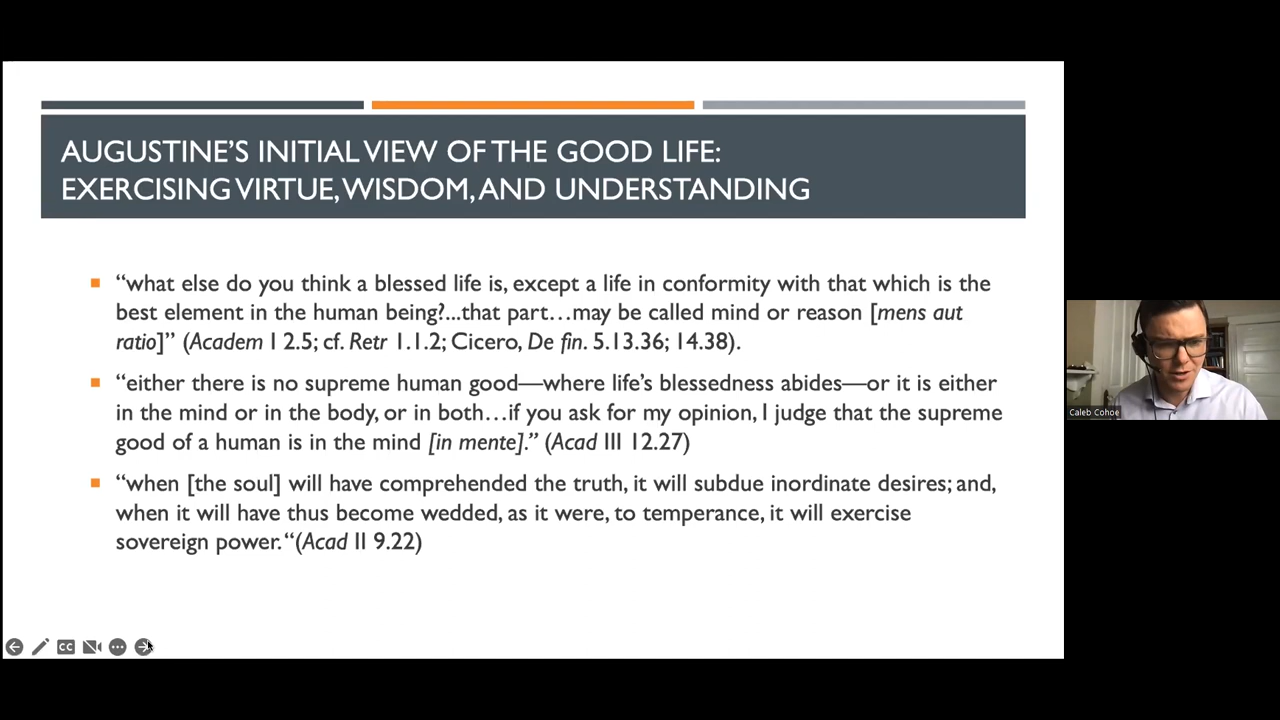 AUGUSTINE'S INITIAL VIEW OF THE GOOD LIFE:
EXERCISING VIRTUE, WISDOM, AND UNDERSTANDING
“what else do you think a blessed life is, except a life in conformity with that which is the
best element in the human being?...that part…may be called mind or reason [mens aut
ratio]” (Academ I 2.5; cf. Retr 1.1.2; Cicero, De fin. 5.13.36; 14.38).
“either there is no supreme human good—where life’s blessedness abides—or it is either
in the mind or in the body, or in both…if you ask for my opinion, I judge that the supreme
good of a human is in the mind [in mente].” (Acad III 12.27)
“when [the soul] will have comprehended the truth, it will subdue inordinate desires; and,
when it will have thus become wedded, as it were, to temperance, it will exercise
sovereign power.“(Acad II 9.22)
CC
Caleb Cohoe